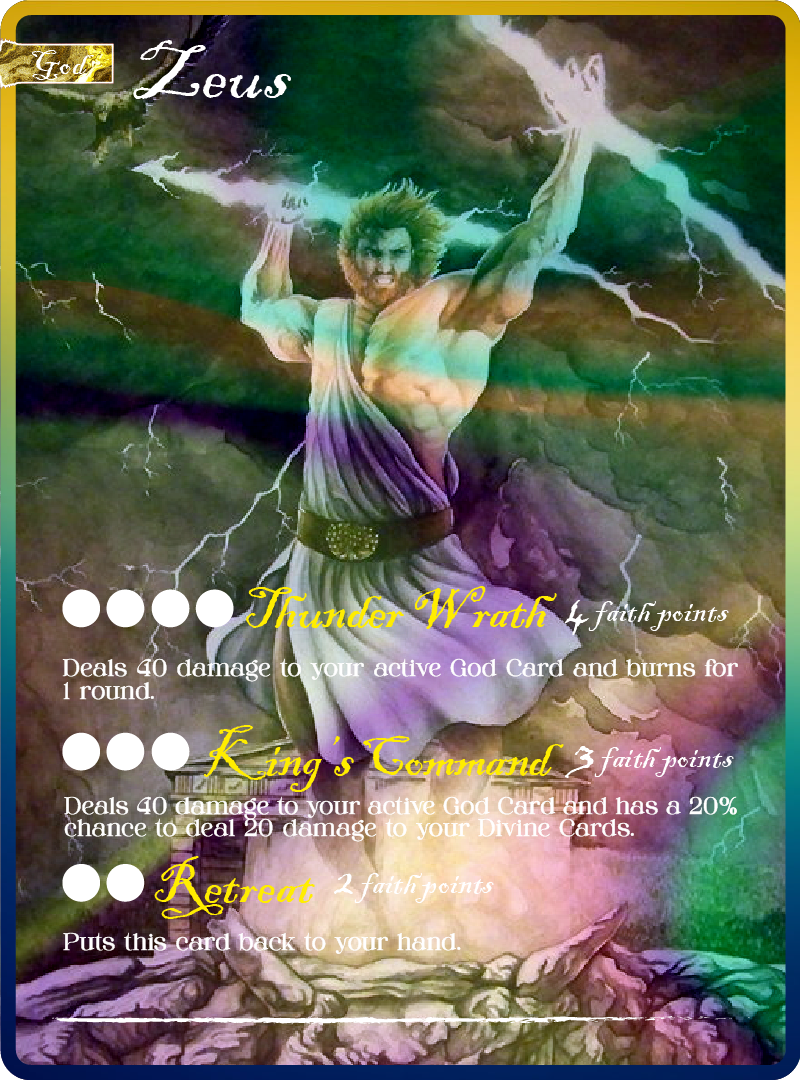 God
Zeus
Thunder Wrath 4 faith points
Deals 40 damage to your active God Card and burns for
1 round.
King's Command 3 faith points
Deals 40 damage to your active God Card and has a 20%
chance to deal 20 damage to your Divine Cards.
Retreat 2 faith points
Puts this card back to your hand.